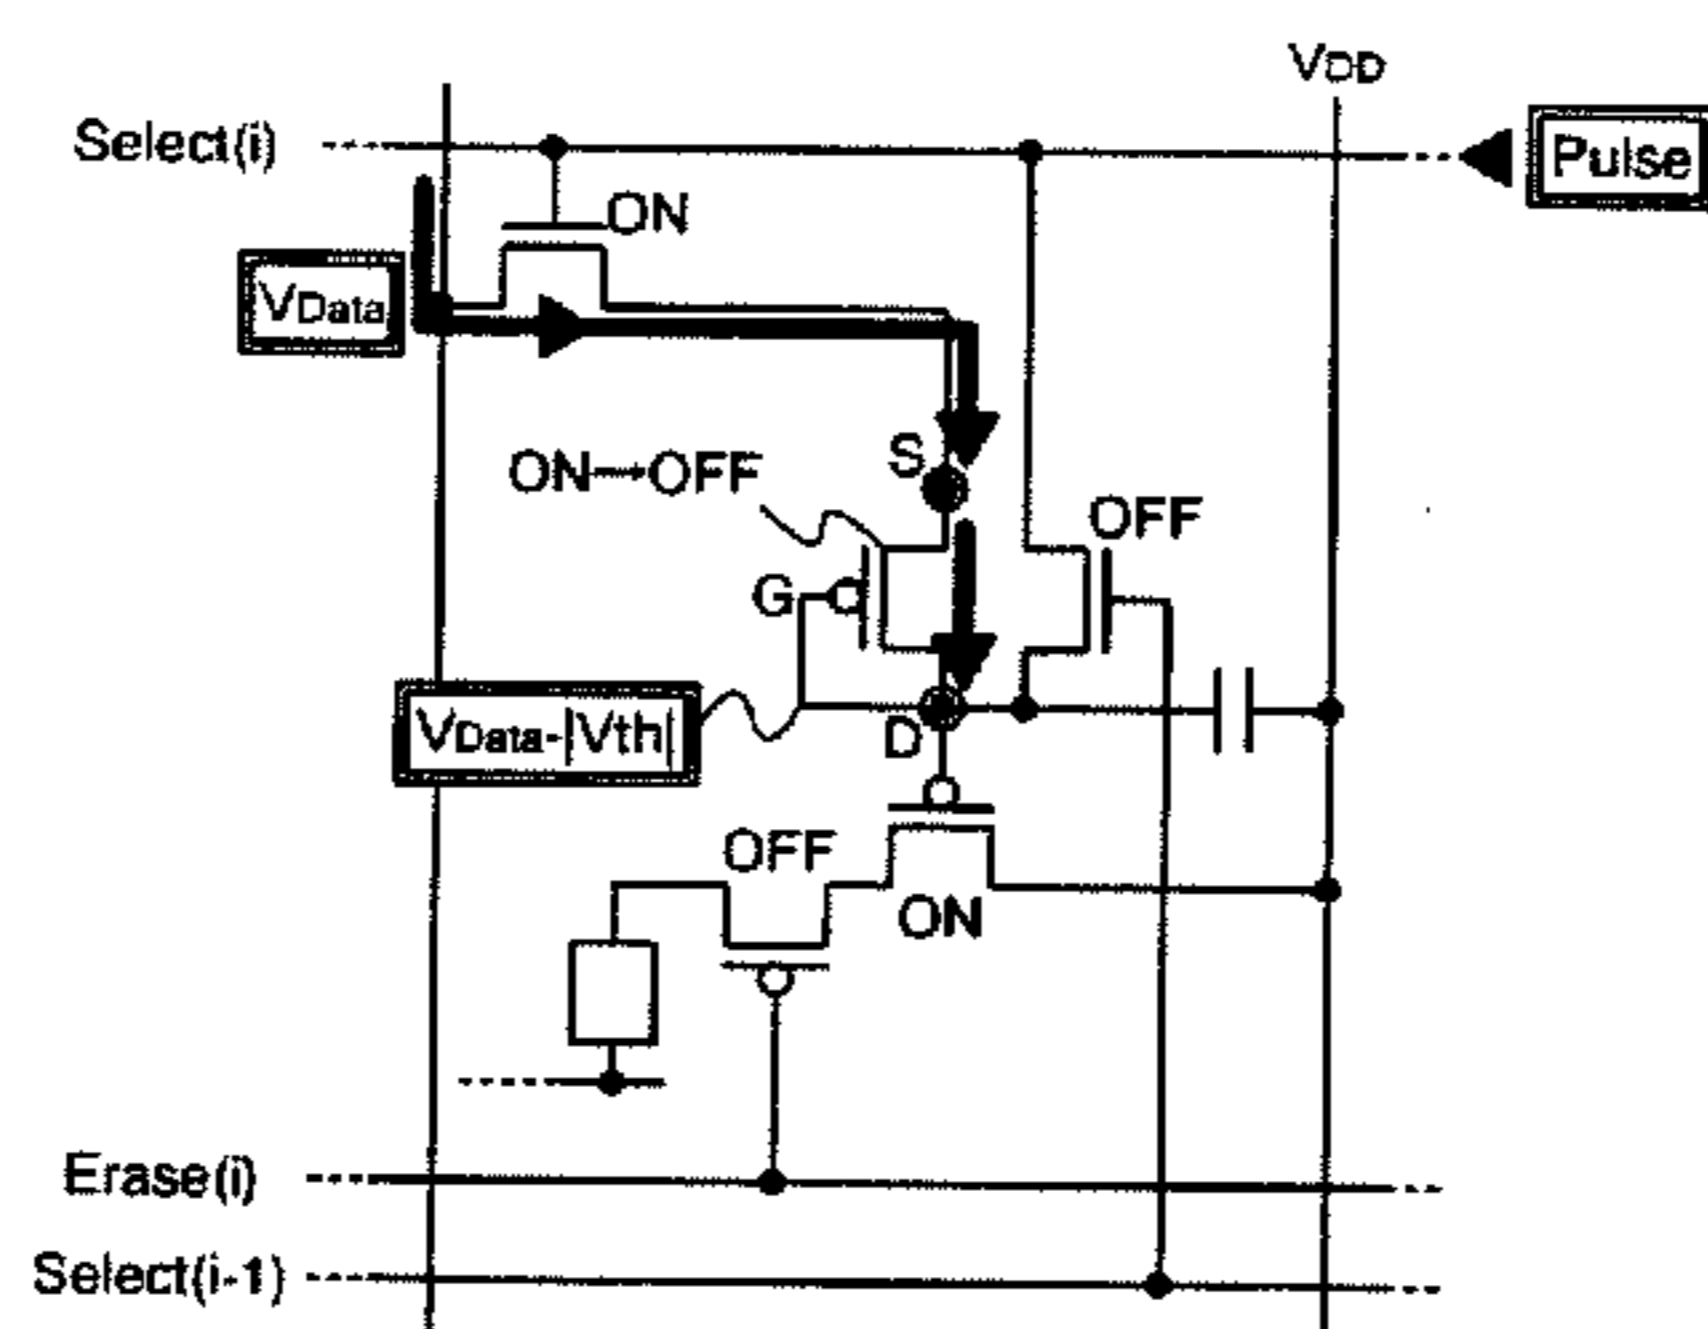 VDD
Select(i)
Pulse
ON
VData
S
ON→OFF
OFF
G
VData-|Vth|
D
OFF
ON
Erase(i)
Select(i-1)